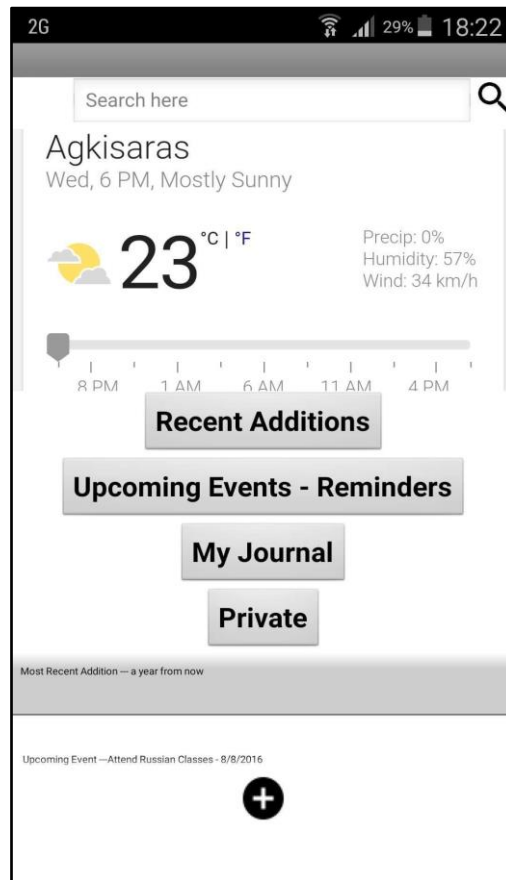 2G 29% 18:22
Search here
Agkisaras
Wed, 6 PM, Mostly Sunny
23 °C | °F
Precip: 0%
Humidity: 57%
Wind: 34 km/h
8 PM 1 AM 6 AM 11 AM 4 PM
Recent Additions
Upcoming Events - Reminders
My Journal
Private
Most Recent Addition --- a year from now
Upcoming Event ---Attend Russian Classes - 8/8/2016